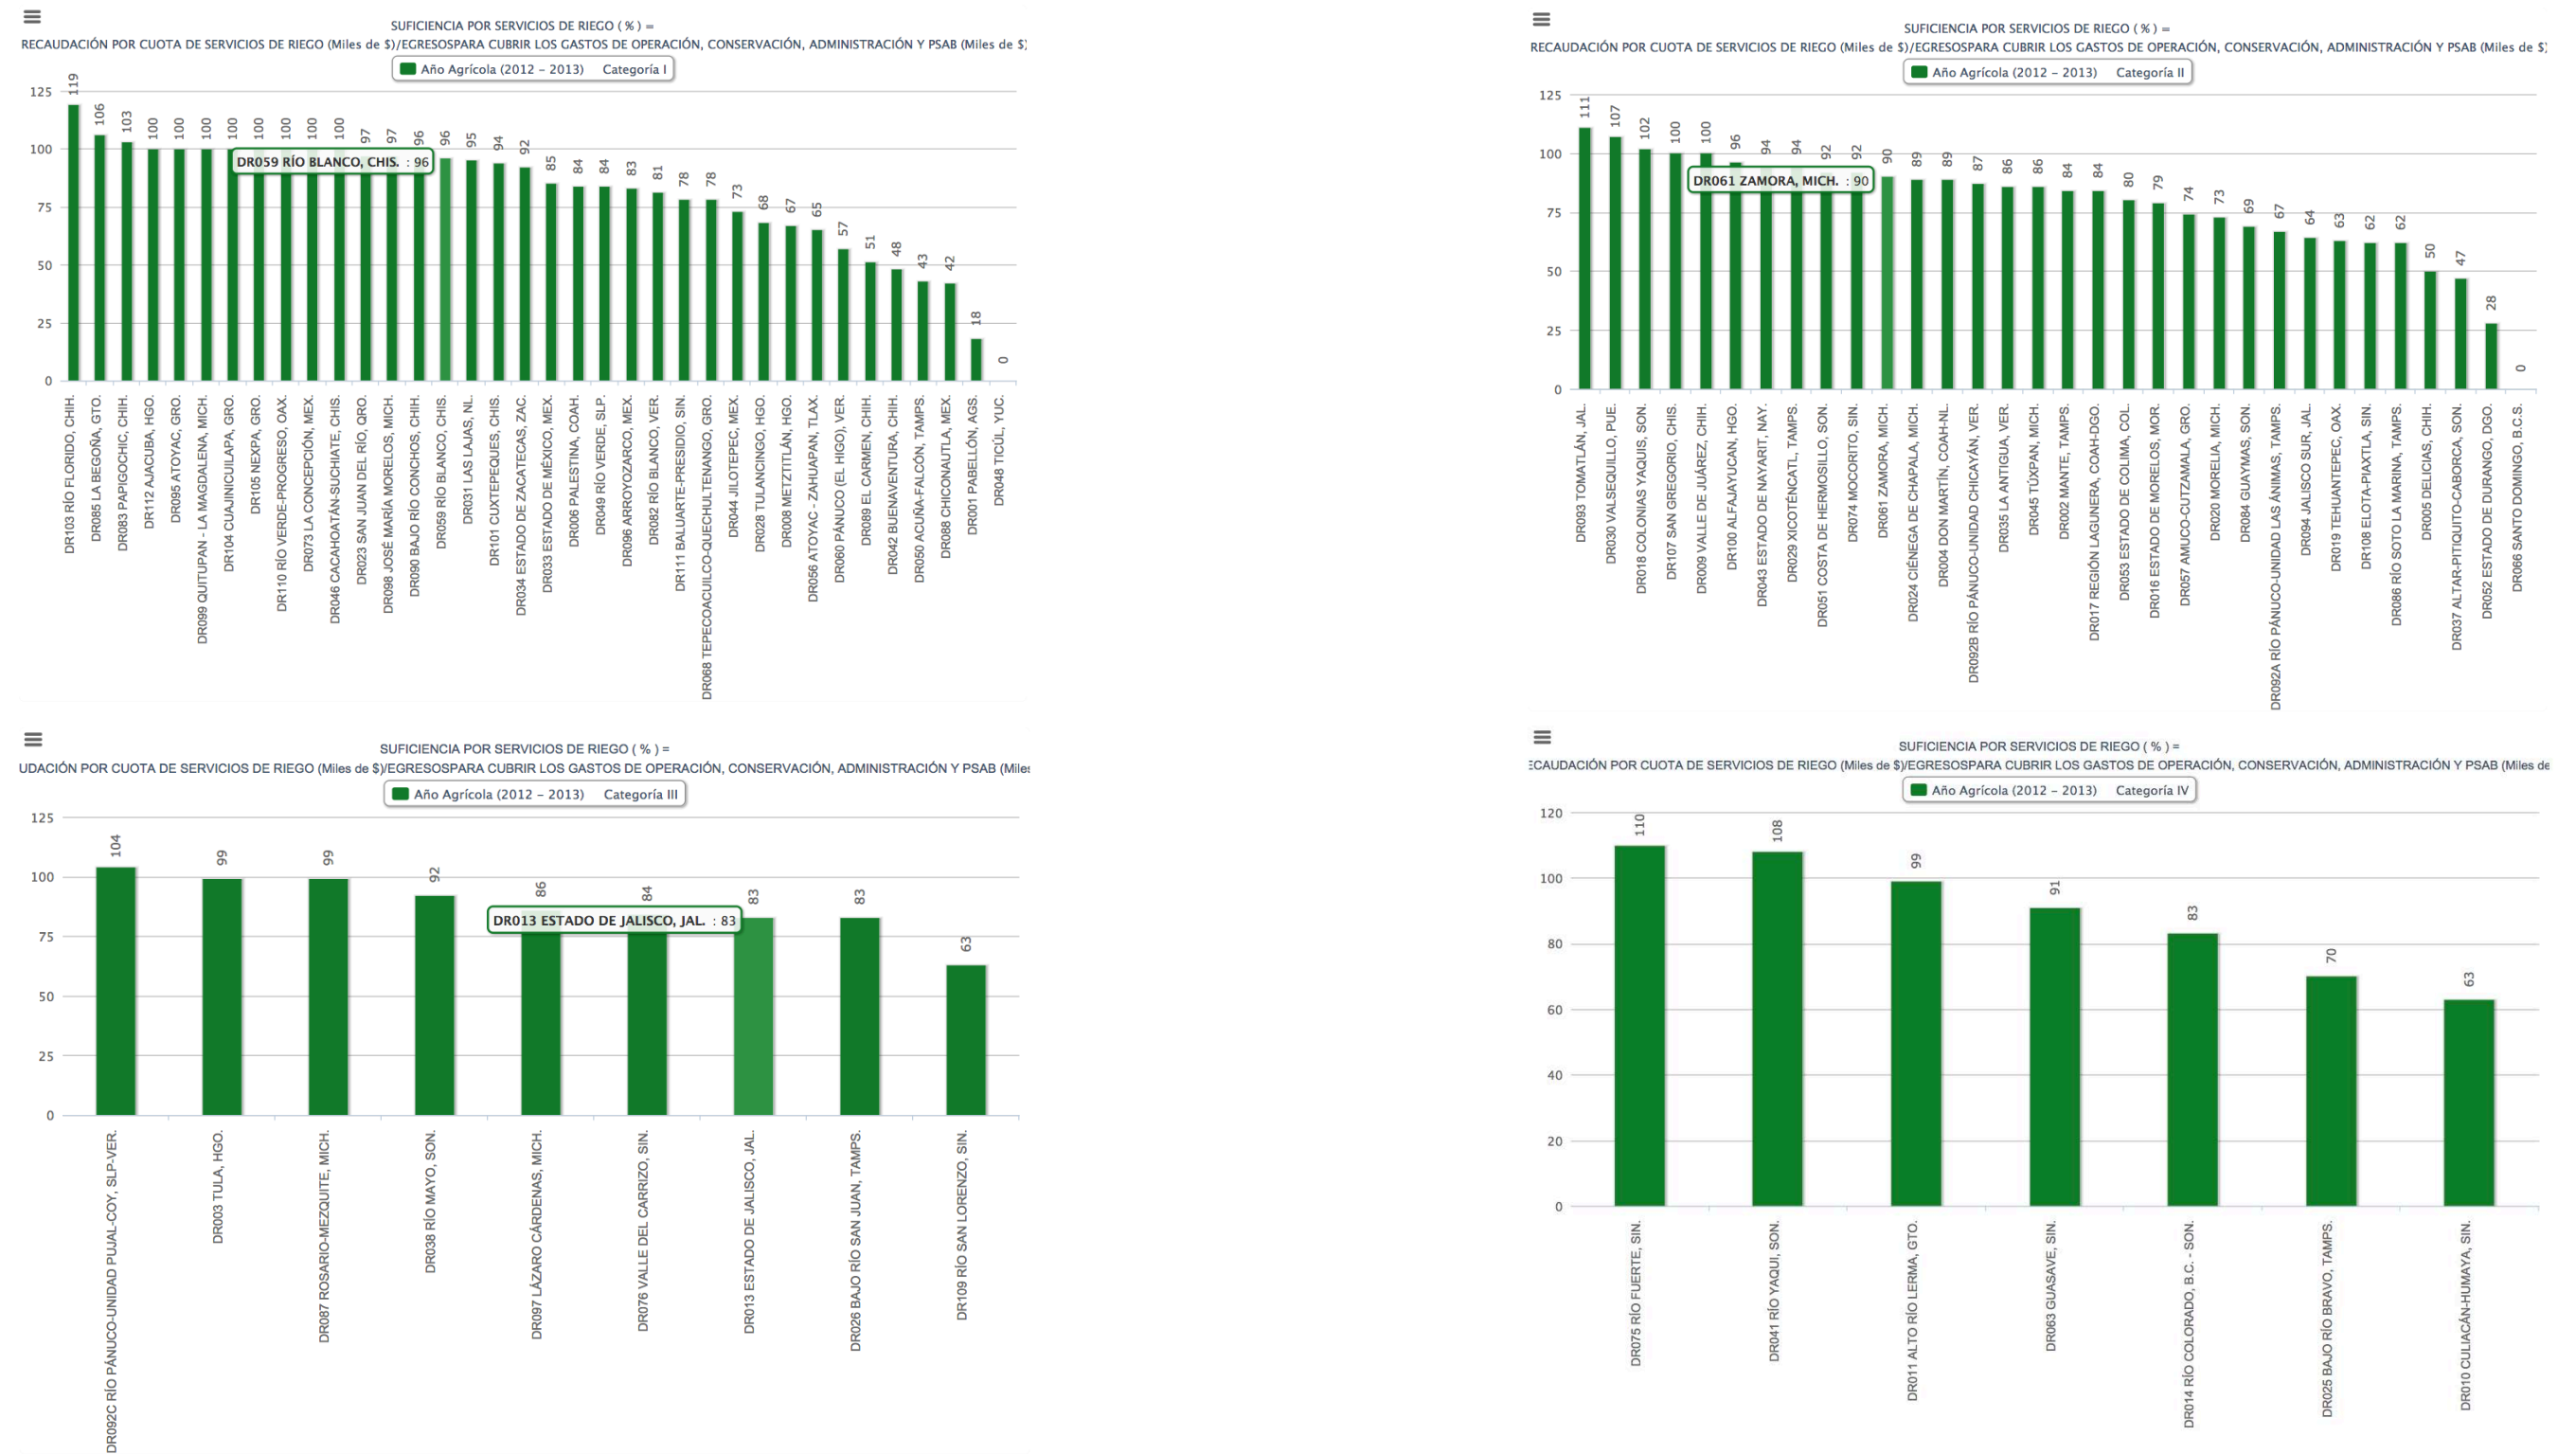 SUFICIENCIA POR SERVICIOS DE RIEGO ( % ) =
RECAUDACIÓN POR CUOTA DE SERVICIOS DE RIEGO (Miles de $)/EGRESOSPARA CUBRIR LOS GASTOS DE OPERACIÓN, CONSERVACIÓN, ADMINISTRACIÓN Y PSAB (Miles de $)
Año Agrícola (2012 – 2013) Categoría I
125
100
75
50
25
0
119
106
103
100
100
100
100
100
100
100
100
97
97
96
96
95
94
92
85
84
84
83
81
78
78
73
68
67
65
57
51
48
43
42
18
0
DR059 RÍO BLANCO, CHIS. : 96
DR103 RÍO FLORIDO, CHIH.
DR085 LA BEGOÑA, GTO.
DR083 PAPIGOCHIC, CHIH.
DR112 AJACUBA, HGO.
DR095 ATOYAC, GRO.
DR099 QUITUPAN - LA MAGDALENA, MICH.
DR104 CUAJINICUILAPA, GRO.
DR105 NEXPA, GRO.
DR110 RÍO VERDE-PROGRESO, OAX.
DR073 LA CONCEPCIÓN, MEX.
DR046 CACAHOATÁN-SUCHIATE, CHIS.
DR023 SAN JUAN DEL RÍO, QRO.
DR098 JOSÉ MARÍA MORELOS, MICH.
DR090 BAJO RÍO CONCHOS, CHIH.
DR059 RÍO BLANCO, CHIS.
DR031 LAS LAJAS, NL.
DR101 CUXTEPEQUES, CHIS.
DR034 ESTADO DE ZACATECAS, ZAC.
DR033 ESTADO DE MÉXICO, MEX.
DR006 PALESTINA, COAH.
DR049 RÍO VERDE, SLP.
DR096 ARROYOZARCO, MEX.
DR082 RÍO BLANCO, VER.
DR111 BALUARTE-PRESIDIO, SIN.
DR068 TEPECOACUILCO-QUECHULTENANGO, GRO.
DR044 JILOTEPEC, MEX.
DR028 TULANCINGO, HGO.
DR008 METZTITLÁN, HGO.
DR056 ATOYAC - ZAHUAPAN, TLAX.
DR060 PÁNUCO (EL HIGO), VER.
DR089 EL CARMEN, CHIH.
DR042 BUENAVENTURA, CHIH.
DR050 ACUÑA-FALCÓN, TAMPS.
DR088 CHICONAUTLA, MEX.
DR001 PABELLÓN, AGS.
DR048 TICÚL, YUC.
SUFICIENCIA POR SERVICIOS DE RIEGO ( % ) =
RECAUDACIÓN POR CUOTA DE SERVICIOS DE RIEGO (Miles de $)/EGRESOSPARA CUBRIR LOS GASTOS DE OPERACIÓN, CONSERVACIÓN, ADMINISTRACIÓN Y PSAB (Miles de $
Año Agrícola (2012 – 2013) Categoría II
125
100
75
50
25
0
111
107
102
100
100
96
94
94
92
92
90
89
89
87
86
86
84
84
80
79
74
73
69
67
64
63
62
62
50
47
28
0
DR061 ZAMORA, MICH. : 90
DR093 TOMATLÁN, JAL.
DR030 VALSEQUILLO, PUE.
DR018 COLONIAS YAQUIS, SON.
DR107 SAN GREGORIO, CHIS.
DR009 VALLE DE JUÁREZ, CHIH.
DR100 ALFAJAYUCAN, HGO.
DR043 ESTADO DE NAYARIT, NAY.
DR029 XICOTÉNCATL, TAMPS.
DR051 COSTA DE HERMOSILLO, SON.
DR074 MOCORITO, SIN.
DR061 ZAMORA, MICH.
DR024 CIÉNEGA DE CHAPALA, MICH.
DR004 DON MARTÍN, COAH-NL.
DR092B RÍO PÁNUCO-UNIDAD CHICAYÁN, VER.
DR035 LA ANTIGUA, VER.
DR045 TÚXPAN, MICH.
DR002 MANTE, TAMPS.
DR017 REGIÓN LAGUNERA, COAH-DGO.
DR053 ESTADO DE COLIMA, COL.
DR016 ESTADO DE MORELOS, MOR.
DR057 AMUCO-CUTZAMALA, GRO.
DR020 MORELIA, MICH.
DR084 GUAYMAS, SON.
DR092A RÍO PÁNUCO-UNIDAD LAS ÁNIMAS, TAMPS.
DR094 JALISCO SUR, JAL.
DR019 TEHUANTEPEC, OAX.
DR108 ELOTA-PIAXTLA, SIN.
DR086 RÍO SOTO LA MARINA, TAMPS.
DR005 DELICIAS, CHIH.
DR037 ALTAR-PITIQUITO-CABORCA, SON.
DR052 ESTADO DE DURANGO, DGO.
DR066 SANTO DOMINGO, B.C.S.
SUFICIENCIA POR SERVICIOS DE RIEGO ( % ) =
UDACIÓN POR CUOTA DE SERVICIOS DE RIEGO (Miles de $)/EGRESOSPARA CUBRIR LOS GASTOS DE OPERACIÓN, CONSERVACIÓN, ADMINISTRACIÓN Y PSAB (Miles
Año Agrícola (2012 – 2013) Categoría III
125
100
75
50
25
0
104
99
99
92
86
84
83
83
63
DR013 ESTADO DE JALISCO, JAL. : 83
DR092C RÍO PÁNUCO-UNIDAD PUJAL-COY, SLP-VER.
DR003 TULA, HGO.
DR087 ROSARIO-MEZQUITE, MICH.
DR038 RÍO MAYO, SON.
DR097 LÁZARO CÁRDENAS, MICH.
DR076 VALLE DEL CARRIZO, SIN.
DR013 ESTADO DE JALISCO, JAL.
DR026 BAJO RÍO SAN JUAN, TAMPS.
DR109 RÍO SAN LORENZO, SIN.
SUFICIENCIA POR SERVICIOS DE RIEGO ( % ) =
ECAUDACIÓN POR CUOTA DE SERVICIOS DE RIEGO (Miles de $)/EGRESOSPARA CUBRIR LOS GASTOS DE OPERACIÓN, CONSERVACIÓN, ADMINISTRACIÓN Y PSAB (Miles de
Año Agrícola (2012 – 2013) Categoría IV
120
100
80
60
40
20
0
110
108
99
91
83
70
63
DR075 RÍO FUERTE, SIN.
DR041 RÍO YAQUI, SON.
DR011 ALTO RÍO LERMA, GTO.
DR063 GUASAVE, SIN.
DR014 RÍO COLORADO, B.C. - SON.
DR025 BAJO RÍO BRAVO, TAMPS.
DR010 CULIACÁN-HUMAYA, SIN.